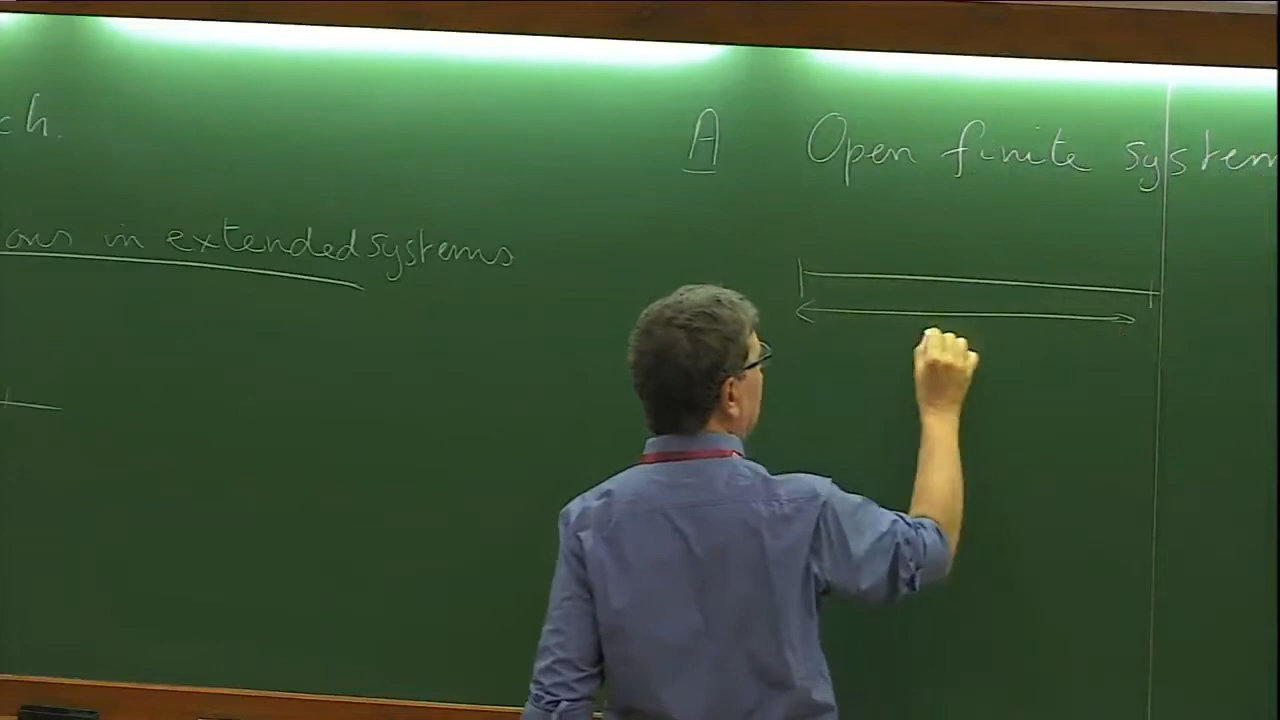 ch.
ons in extended systems
A Open finite system